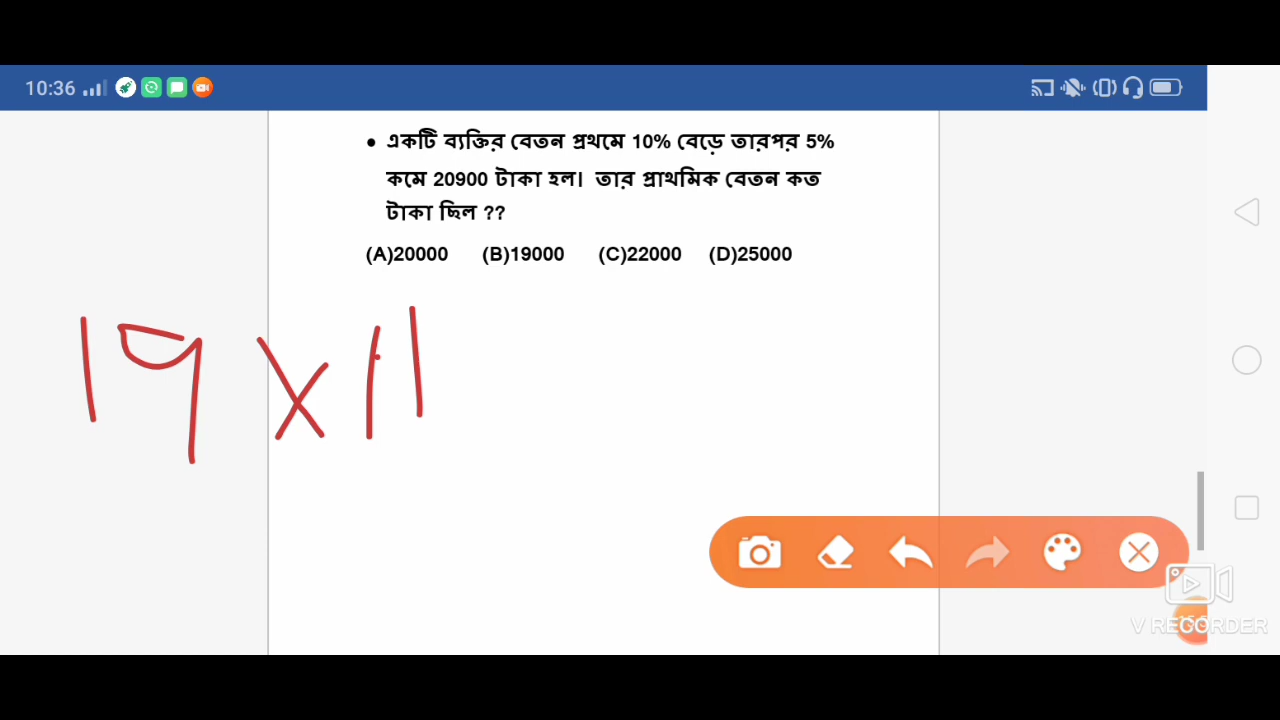 10:36
• একটি ব্যক্তির বেতন প্রথমে 10% বেড়ে তারপর 5%
কমে 20900 টাকা হল। তার প্রাথমিক বেতন কত
টাকা ছিল ??
(A)20000 (B)19000 (C)22000 (D)25000
19 x 11
V RECORDER